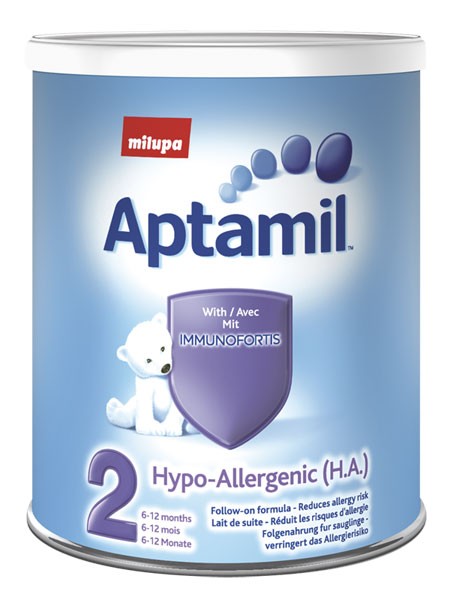 milupa
Aptamil™
With / Avec
Mit
IMMUNOFORTIS
2
Hypo-Allergenic (H.A.)
6-12 months
6-12 mois
6-12 Monate
Follow-on formula - Reduces allergy risk
Lait de suite - Réduit les risques d'allergie
Folgenahrung fur sauglinge -
verringert das Allergierisiko